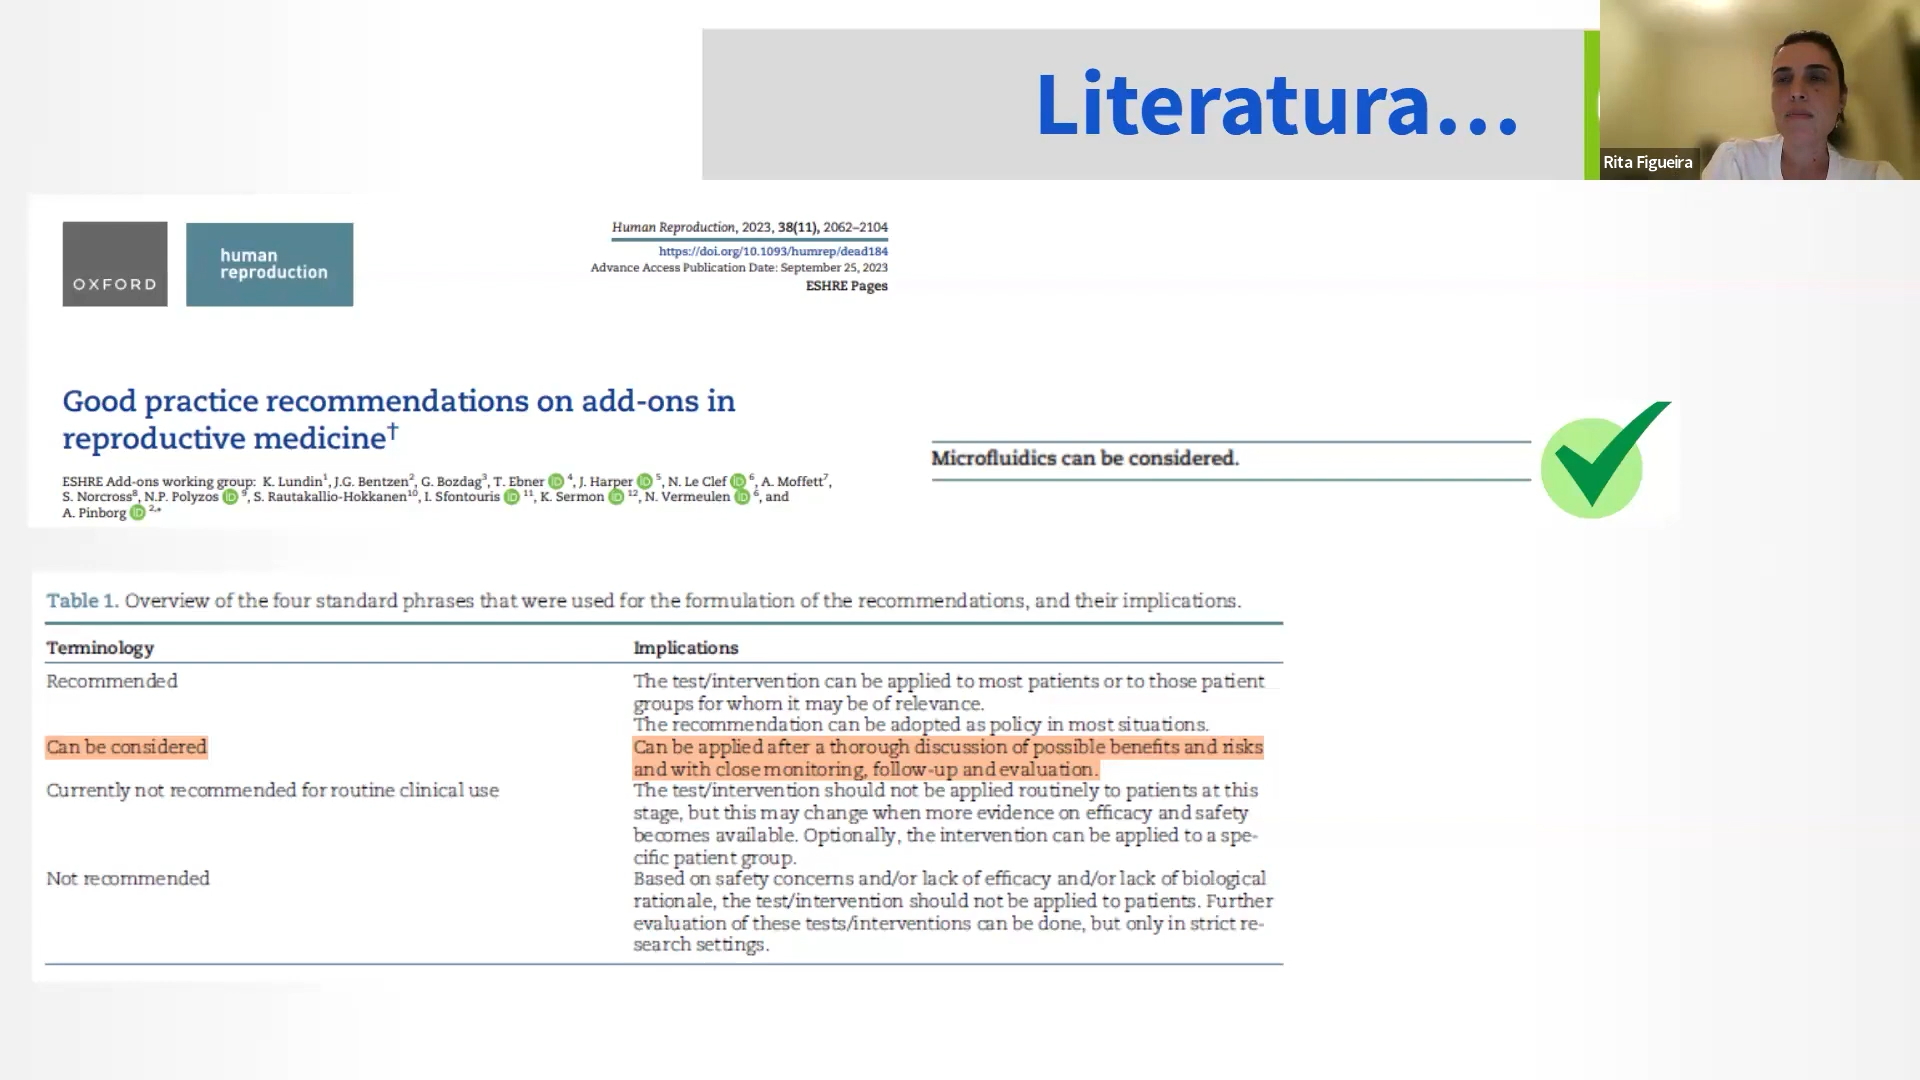 Literatura...
Rita Figueira
OXFORD
human
reproduction
Human Reproduction, 2023, 38(11), 2062–2104
https://doi.org/10.1093/humrep/dead184
Advance Access Publication Date: September 25, 2023
ESHRE Pages
Good practice recommendations on add-ons in
reproductive medicine†
ESHRE Add-ons working group: K. Lundin1, J.G. Bentzen2, G. Bozdag3, T. Ebner iD 4, J. Harper iD 5, N. Le Clef iD 6, A. Moffett7,
S. Norcross8, N.P. Polyzos iD 9, S. Rautakallio-Hokkanen10, I. Sfontouris iD 11, K. Sermon iD 12, N. Vermeulen iD 6, and
A. Pinborg iD 2,*
Microfluidics can be considered.
Table 1. Overview of the four standard phrases that were used for the formulation of the recommendations, and their implications.
Terminology Implications
Recommended The test/intervention can be applied to most patients or to those patient
groups for whom it may be of relevance.
The recommendation can be adopted as policy in most situations.
Can be considered Can be applied after a thorough discussion of possible benefits and risks
and with close monitoring, follow-up and evaluation.
Currently not recommended for routine clinical use The test/intervention should not be applied routinely to patients at this
stage, but this may change when more evidence on efficacy and safety
becomes available. Optionally, the intervention can be applied to a spe-
cific patient group.
Not recommended Based on safety concerns and/or lack of efficacy and/or lack of biological
rationale, the test/intervention should not be applied to patients. Further
evaluation of these tests/interventions can be done, but only in strict re-
search settings.